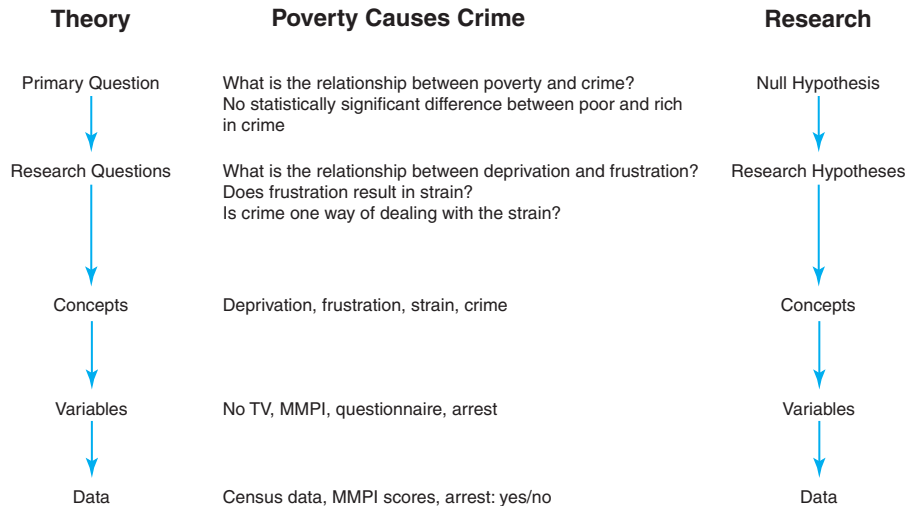 Theory Poverty Causes Crime Research
Primary Question What is the relationship between poverty and crime? Null Hypothesis
No statistically significant difference between poor and rich
in crime
Research Questions What is the relationship between deprivation and frustration? Research Hypotheses
Does frustration result in strain?
Is crime one way of dealing with the strain?
Concepts Deprivation, frustration, strain, crime Concepts
Variables No TV, MMPI, questionnaire, arrest Variables
Data Census data, MMPI scores, arrest: yes/no Data